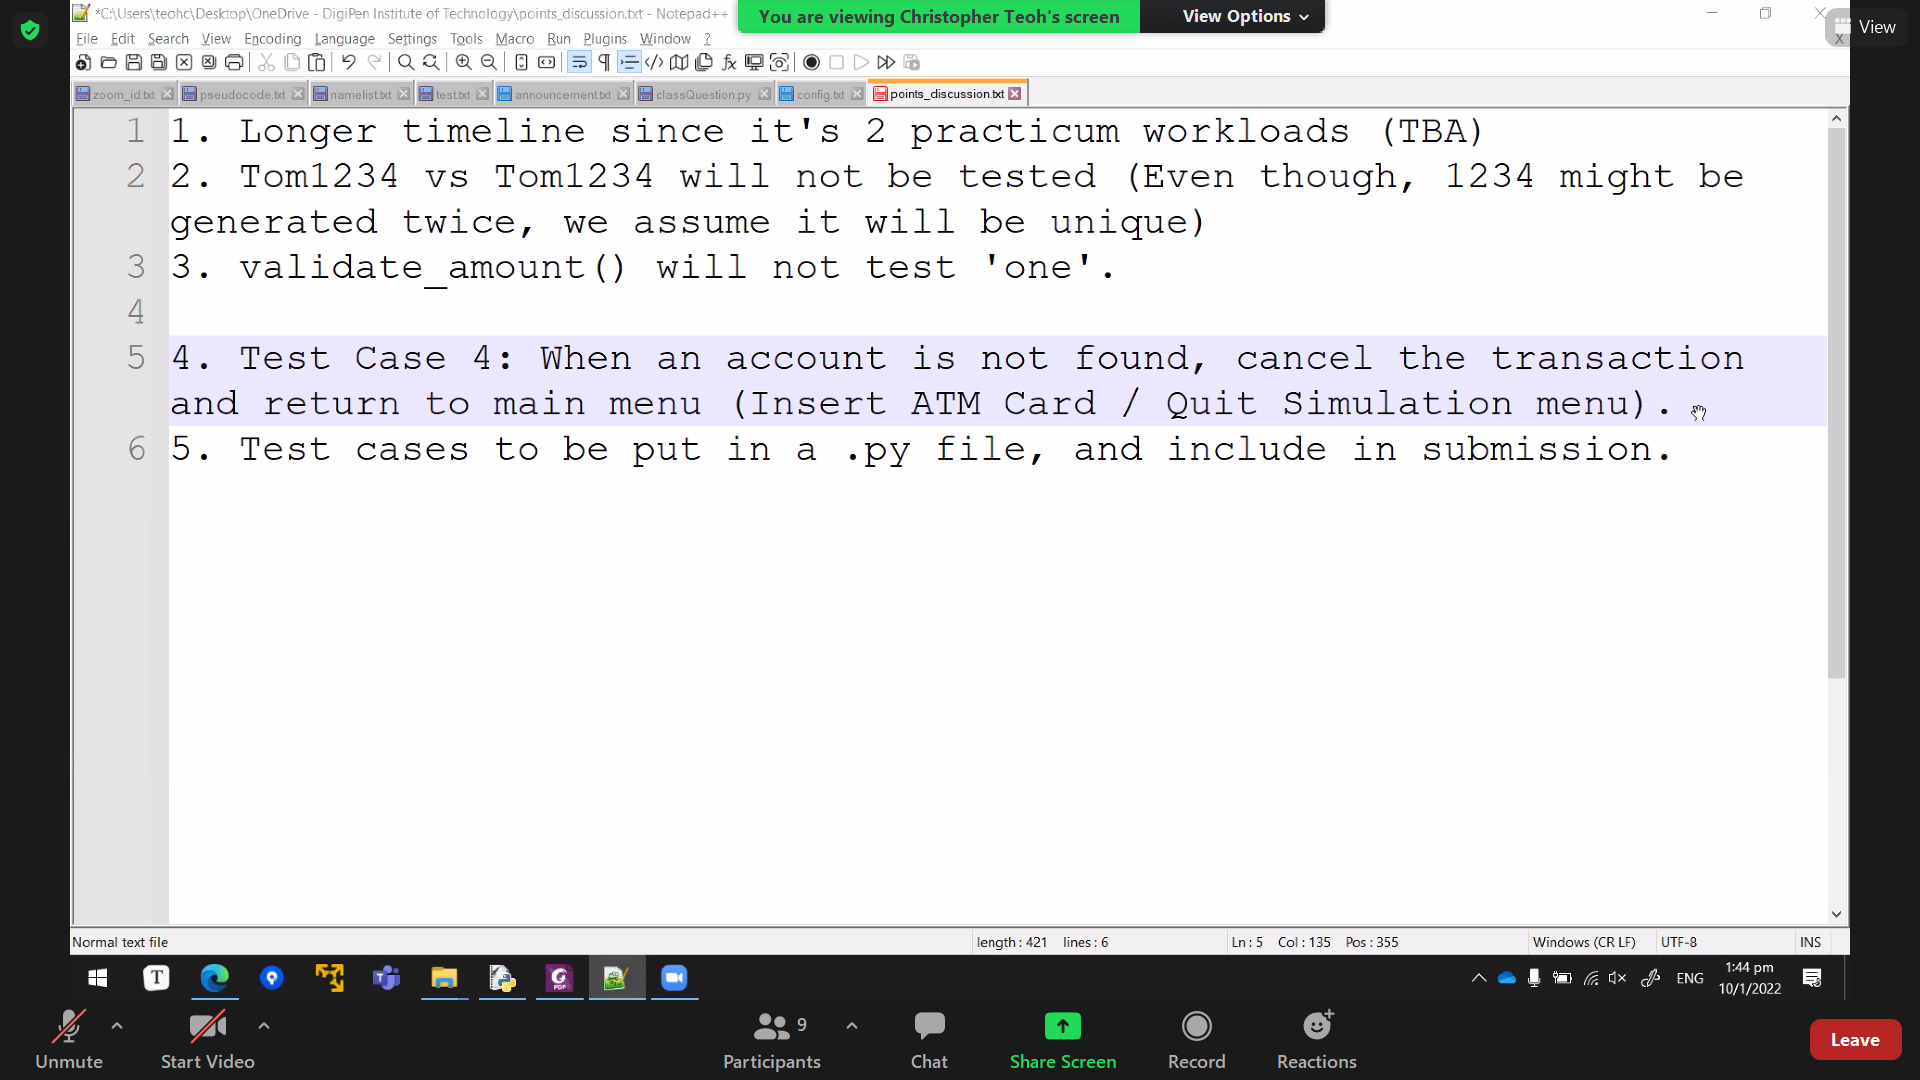 *C:\Users\teohc\Desktop\OneDrive - DigiPen Institute of Technology\points_discussion.txt - Notepad++
You are viewing Christopher Teoh's screen
View Options
View
X
File Edit Search View Encoding Language Settings Tools Macro Run Plugins Window ?
zoom_id.txt pseudocode.txt namelist.txt test.txt announcement.txt classQuestion.py config.txt points_discussion.txt
1 1. Longer timeline since it's 2 practicum workloads (TBA)
2 2. Tom1234 vs Tom1234 will not be tested (Even though, 1234 might be
generated twice, we assume it will be unique)
3 3. validate_amount() will not test 'one'.
4
5 4. Test Case 4: When an account is not found, cancel the transaction
and return to main menu (Insert ATM Card / Quit Simulation menu).
6 5. Test cases to be put in a .py file, and include in submission.
Normal text file length : 421 lines : 6 Ln : 5 Col : 135 Pos : 355 Windows (CR LF) UTF-8 INS
T
PDF
ENG
1:44 pm
10/1/2022
9
Unmute Start Video Participants Chat Share Screen Record Reactions
Leave